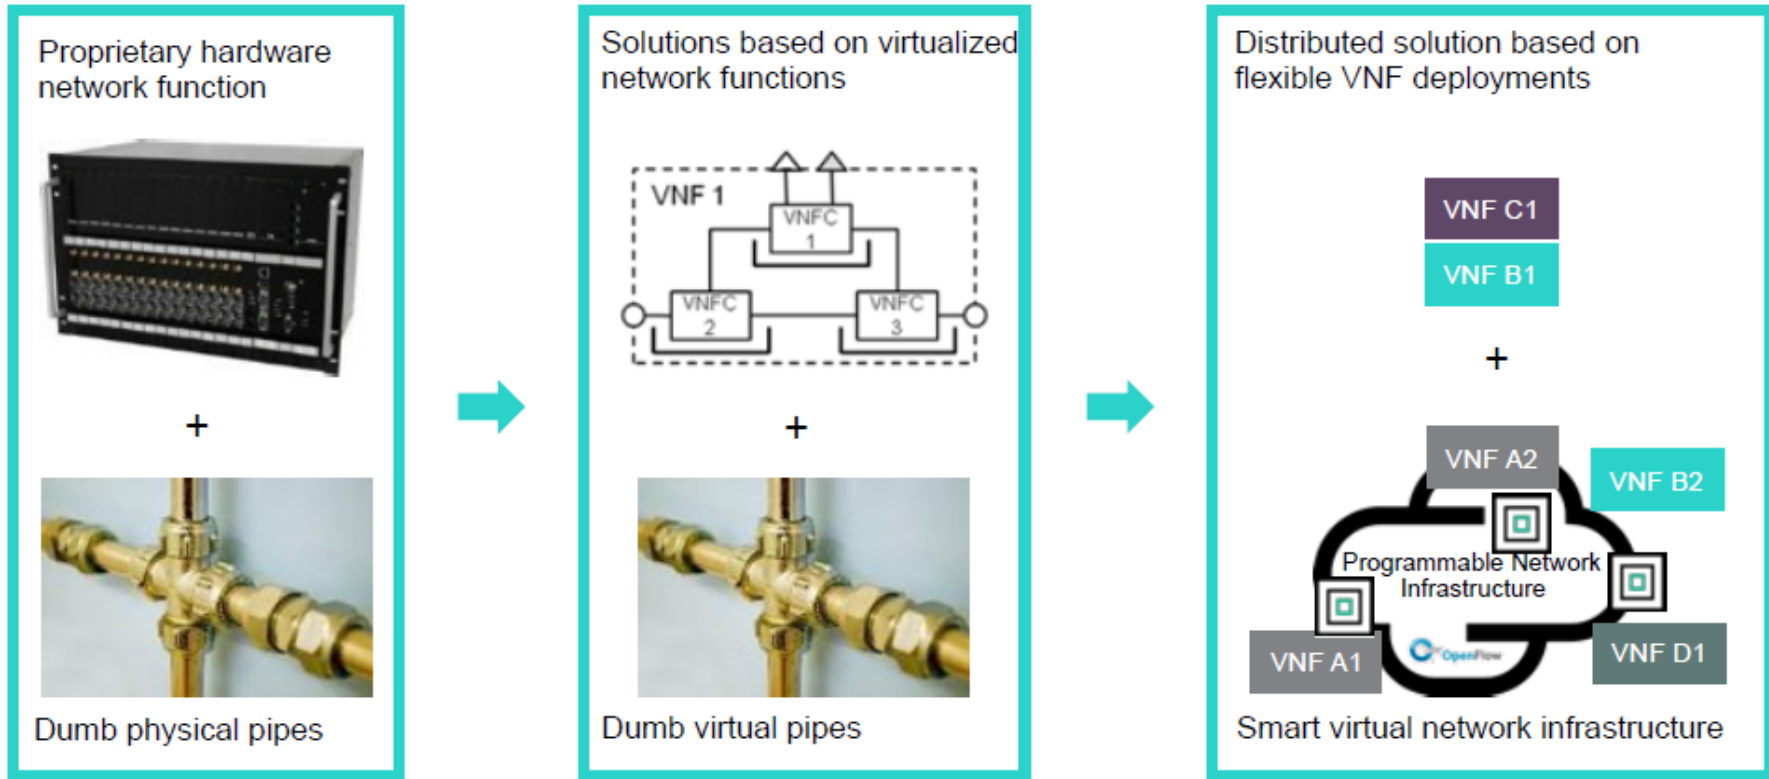 Proprietary hardware
network function
+
Dumb physical pipes
Solutions based on virtualized
network functions
VNF 1
VNFC
1
VNFC
2
VNFC
3
+
Dumb virtual pipes
Distributed solution based on
flexible VNF deployments
VNF C1
VNF B1
+
VNF A2
VNF B2
Programmable Network
Infrastructure
VNF A1
OpenFlow
VNF D1
Smart virtual network infrastructure